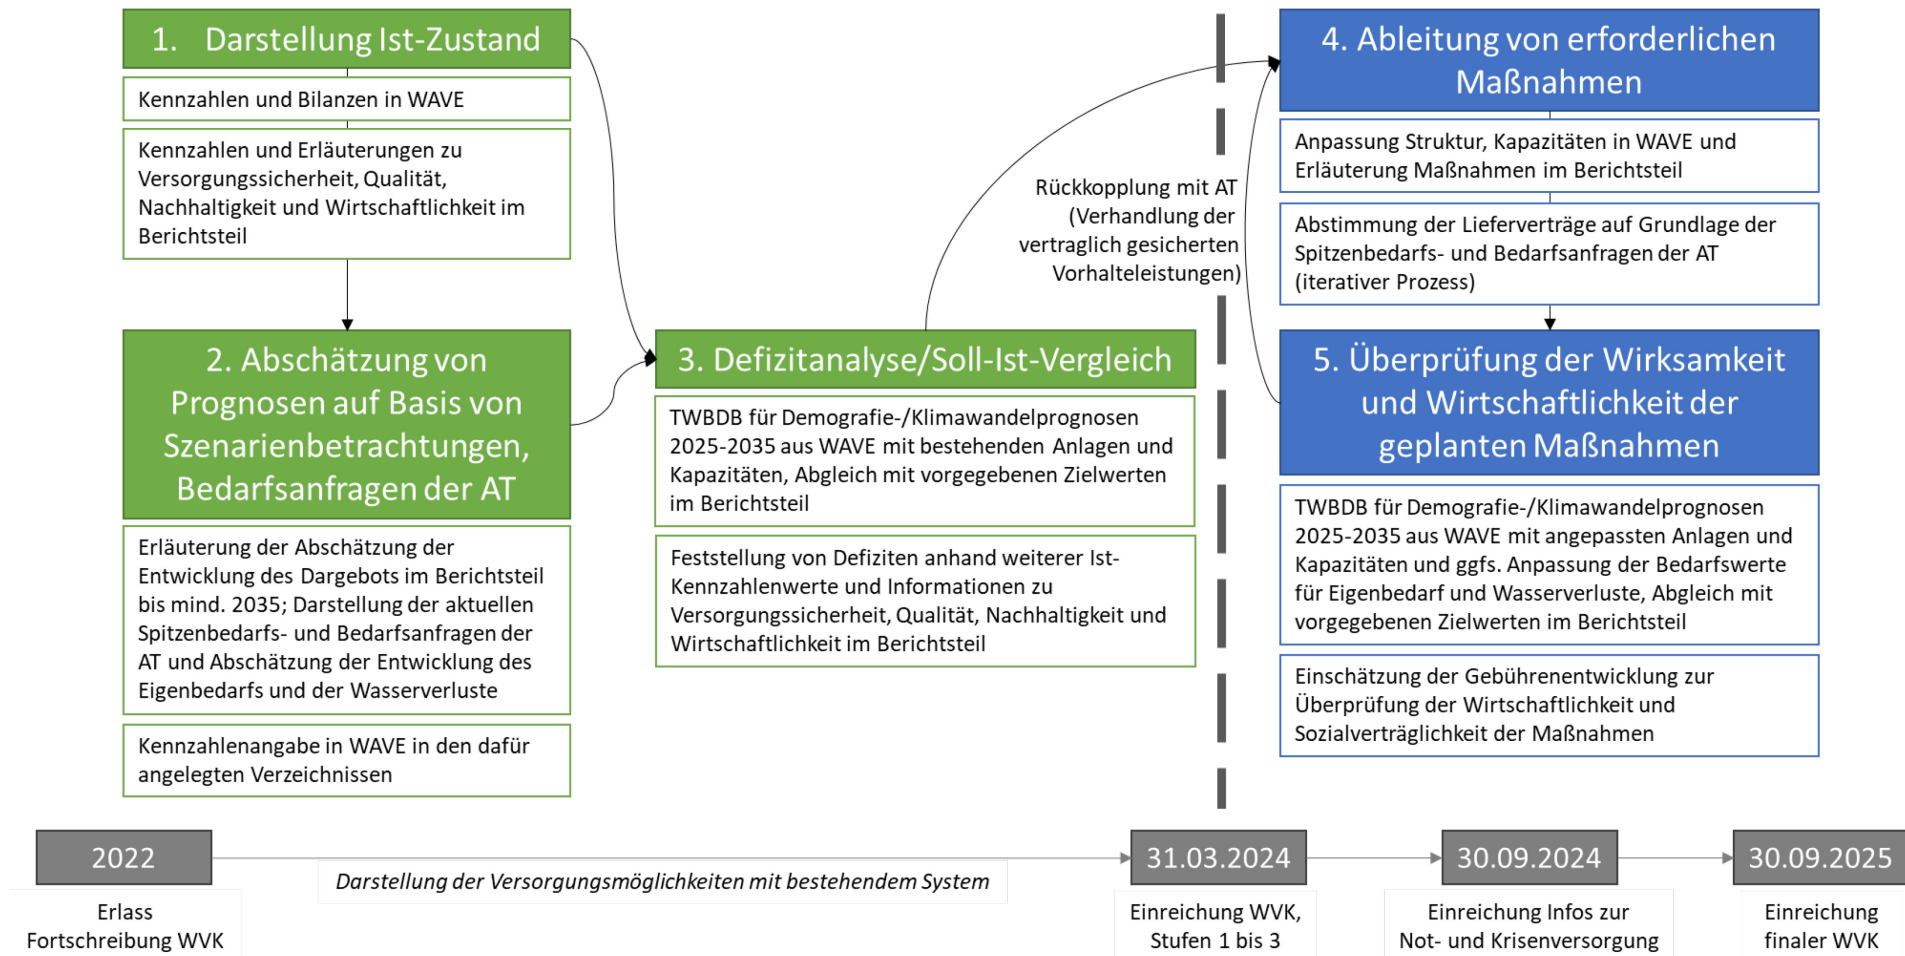 1. Darstellung Ist-Zustand
Kennzahlen und Bilanzen in WAVE
Kennzahlen und Erläuterungen zu
Versorgungssicherheit, Qualität,
Nachhaltigkeit und Wirtschaftlichkeit im
Berichtsteil
2. Abschätzung von
Prognosen auf Basis von
Szenarienbetrachtungen,
Bedarfsanfragen der AT
Erläuterung der Abschätzung der
Entwicklung des Dargebots im Berichtsteil
bis mind. 2035; Darstellung der aktuellen
Spitzenbedarfs- und Bedarfsanfragen der
AT und Abschätzung der Entwicklung des
Eigenbedarfs und der Wasserverluste
Kennzahlenangabe in WAVE in den dafür
angelegten Verzeichnissen
3. Defizitanalyse/Soll-Ist-Vergleich
TWBDB für Demografie-/Klimawandelprognosen
2025-2035 aus WAVE mit bestehenden Anlagen und
Kapazitäten, Abgleich mit vorgegebenen Zielwerten
im Berichtsteil
Feststellung von Defiziten anhand weiterer Ist-
Kennzahlenwerte und Informationen zu
Versorgungssicherheit, Qualität, Nachhaltigkeit und
Wirtschaftlichkeit im Berichtsteil
Rückkopplung mit AT
(Verhandlung der
vertraglich gesicherten
Vorhalteleistungen)
4. Ableitung von erforderlichen
Maßnahmen
Anpassung Struktur, Kapazitäten in WAVE und
Erläuterung Maßnahmen im Berichtsteil
Abstimmung der Lieferverträge auf Grundlage der
Spitzenbedarfs- und Bedarfsanfragen der AT
(iterativer Prozess)
5. Überprüfung der Wirksamkeit
und Wirtschaftlichkeit der
geplanten Maßnahmen
TWBDB für Demografie-/Klimawandelprognosen
2025-2035 aus WAVE mit angepassten Anlagen und
Kapazitäten und ggfs. Anpassung der Bedarfswerte
für Eigenbedarf und Wasserverluste, Abgleich mit
vorgegebenen Zielwerten im Berichtsteil
Einschätzung der Gebührenentwicklung zur
Überprüfung der Wirtschaftlichkeit und
Sozialverträglichkeit der Maßnahmen
2022
Erlass
Fortschreibung WVK
Darstellung der Versorgungsmöglichkeiten mit bestehendem System
31.03.2024
Einreichung WVK,
Stufen 1 bis 3
30.09.2024
Einreichung Infos zur
Not- und Krisenversorgung
30.09.2025
Einreichung
finaler WVK